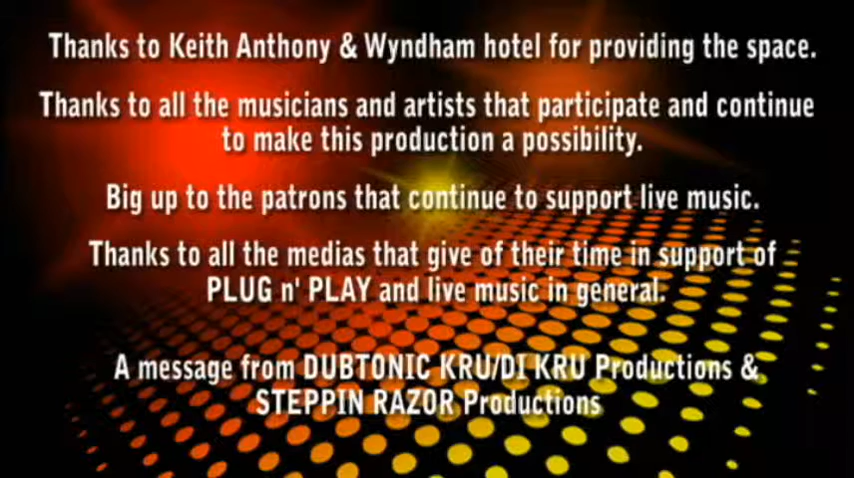 Thanks to Keith Anthony & Wyndham hotel for providing the space.
Thanks to all the musicians and artists that participate and continue
to make this production a possibility.
Big up to the patrons that continue to support live music.
Thanks to all the medias that give of their time in support of
PLUG n' PLAY and live music in general.
A message from DUBTONIC KRU/DI KRU Productions &
STEPPIN RAZOR Productions